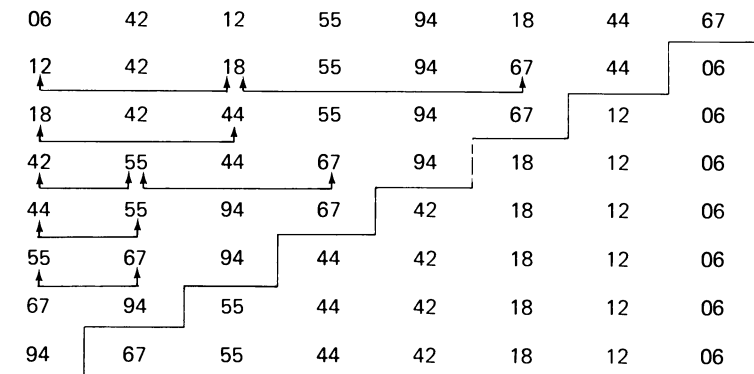 06 42 12 55 94 18 44 67
12 42 18 55 94 67 44 06
18 42 44 55 94 67 12 06
42 55 44 67 94 18 12 06
44 55 94 67 42 18 12 06
55 67 94 44 42 18 12 06
67 94 55 44 42 18 12 06
94 67 55 44 42 18 12 06